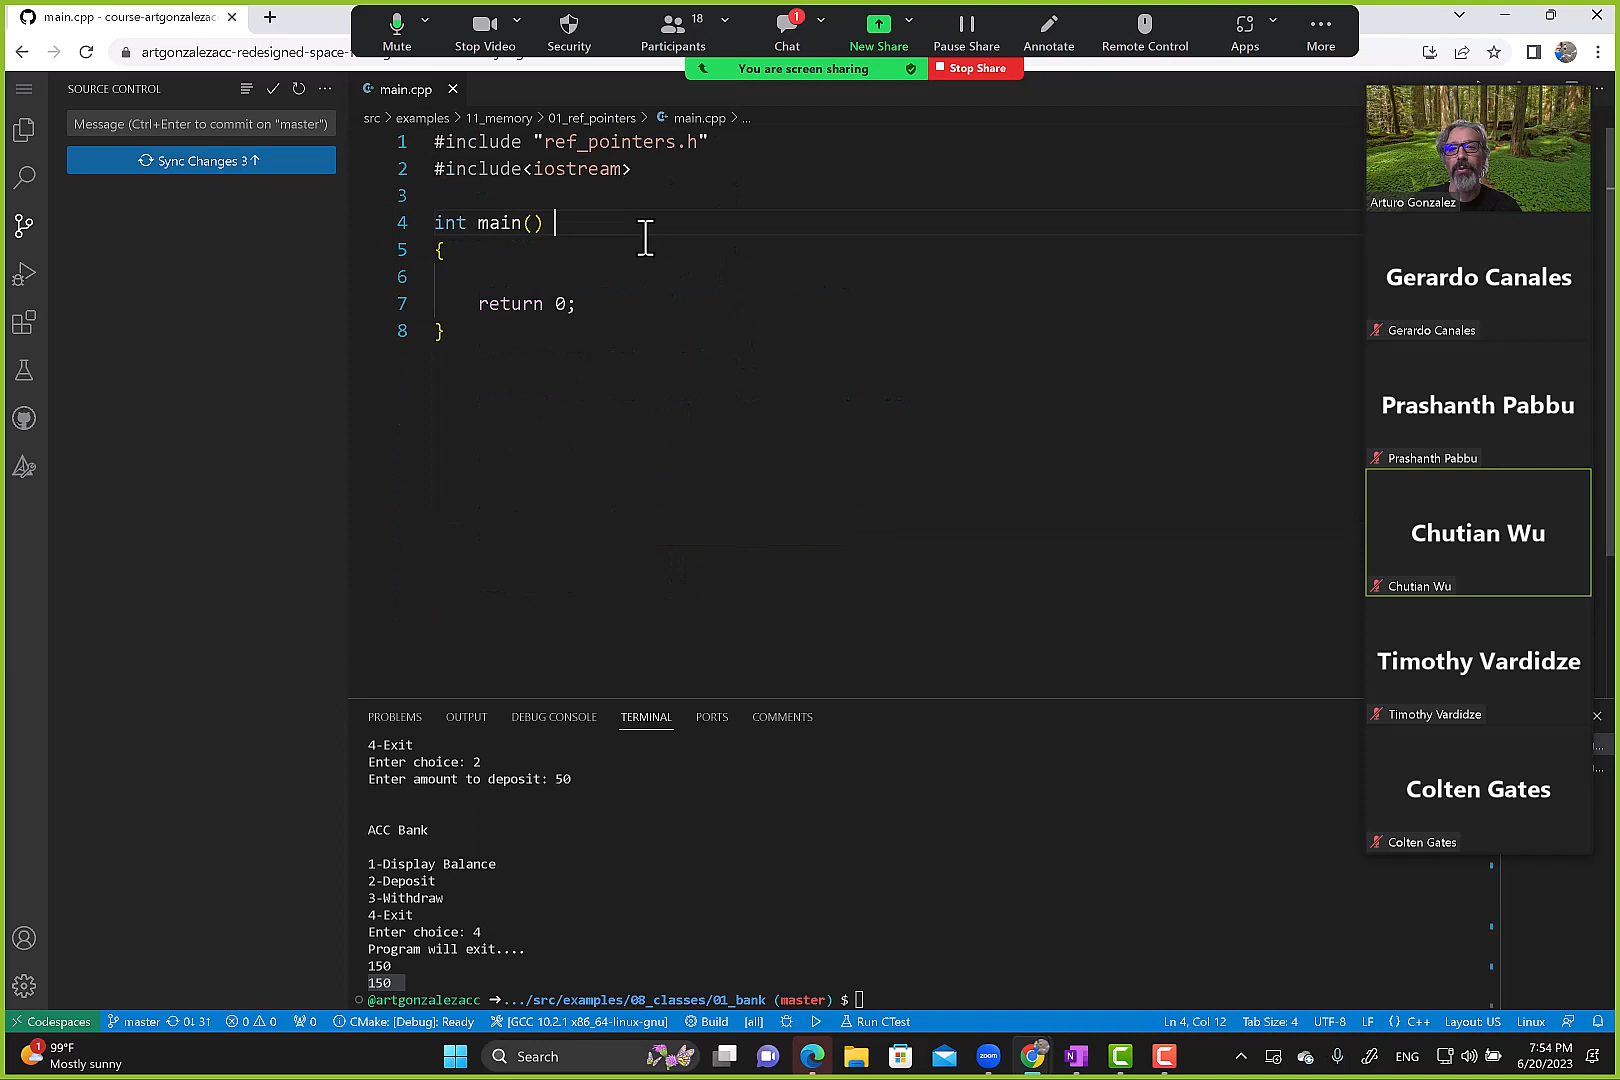 main.cpp - course-artgonzalezac
artgonzalezacc-redesigned-space-
Mute
Stop Video
Security
Participants
18
Chat
1
New Share
Pause Share
Annotate
Remote Control
Apps
More
You are screen sharing
Stop Share
SOURCE CONTROL
Message (Ctrl+Enter to commit on "master")
Sync Changes 3↑
main.cpp
src > examples > 11_memory > 01_ref_pointers > main.cpp > ...
1 #include "ref_pointers.h"
2 #include<iostream>
3
4 int main()
5 {
6
7 return 0;
8 }
Arturo Gonzalez
Gerardo Canales
Gerardo Canales
Prashanth Pabbu
Prashanth Pabbu
Chutian Wu
Chutian Wu
Timothy Vardidze
Timothy Vardidze
Colten Gates
Colten Gates
PROBLEMS OUTPUT DEBUG CONSOLE TERMINAL PORTS COMMENTS
4-Exit
Enter choice: 2
Enter amount to deposit: 50
ACC Bank
1-Display Balance
2-Deposit
3-Withdraw
4-Exit
Enter choice: 4
Program will exit....
150
150
@artgonzalezacc →.../src/examples/08_classes/01_bank (master) $
Codespaces master 0↓ 3↑ 0 0 0 CMake: [Debug]: Ready [GCC 10.2.1 x86_64-linux-gnu] Build [all] Run CTest Ln 4, Col 12 Tab Size: 4 UTF-8 LF {} C++ Layout: US Linux
1
99°F
Mostly sunny
Search
zoom
ENG
7:54 PM
6/20/2023